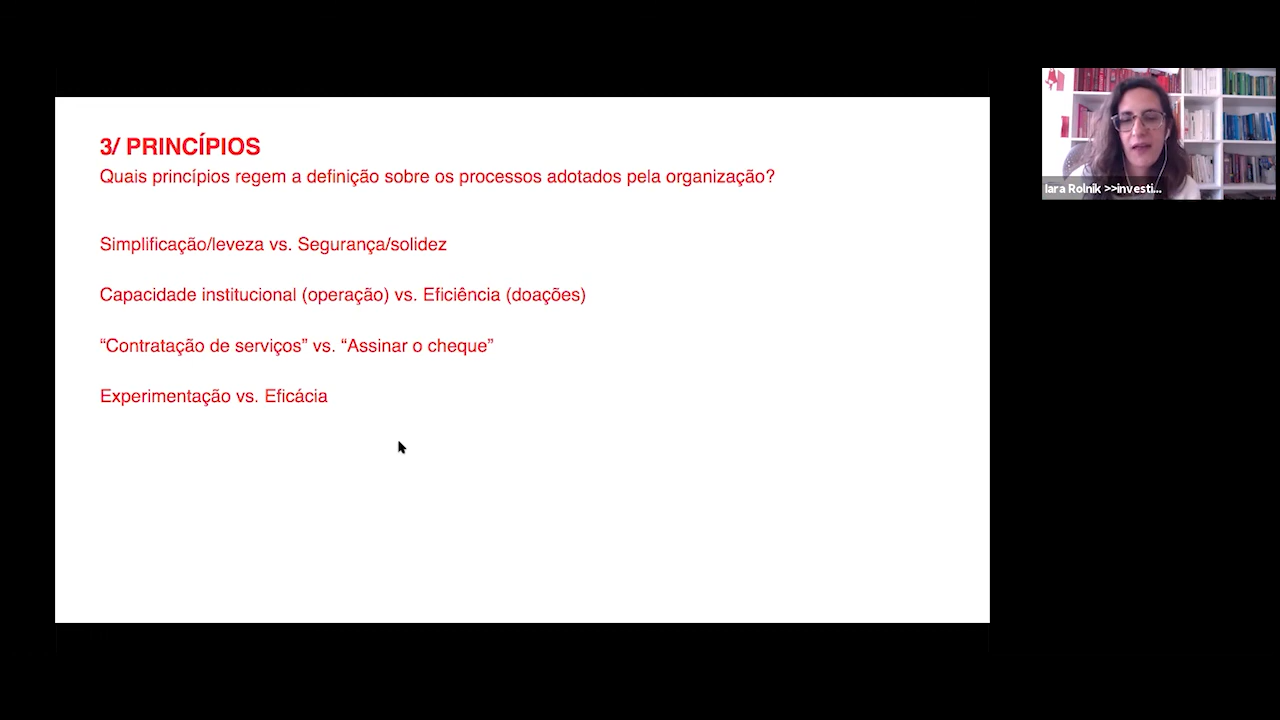 3/ PRINCÍPIOS
Quais princípios regem a definição sobre os processos adotados pela organização?
Simplificação/leveza vs. Segurança/solidez
Capacidade institucional (operação) vs. Eficiência (doações)
“Contratação de serviços” vs. “Assinar o cheque”
Experimentação vs. Eficácia
Iara Rolnik >>investi...